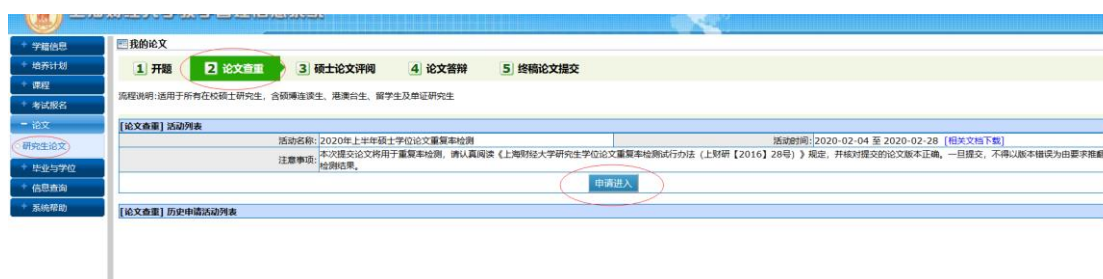 学籍信息
培养计划
课程
考试报名
论文
研究生论文
毕业与学位
信息查询
系统帮助
我的论文
1 开题 2 论文查重 3 硕士论文评阅 4 论文答辩 5 终稿论文提交
流程说明:适用于所有在校硕士研究生，含硕博连读生、港澳台生、留学生及单证研究生
[论文查重] 活动列表
活动名称: 2020年上半年硕士学位论文重复率检测 活动时间: 2020-02-04 至 2020-02-28 [相关文档下载]
注意事项: 本次提交论文将用于重复率检测，请认真阅读《上海财经大学研究生学位论文重复率检测试行办法（上财研【2016】28号）》规定，并核对提交的论文版本正确。一旦提交，不得以版本错误为由要求推翻
检测结果。
申请进入
[论文查重] 历史申请活动列表